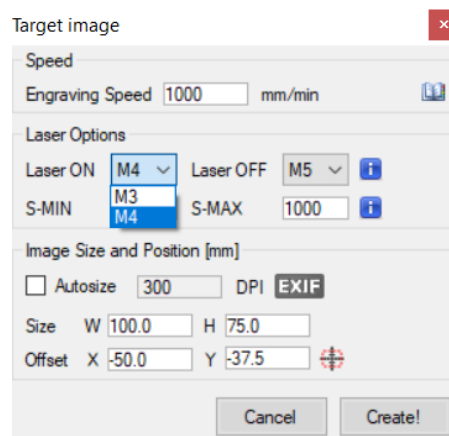 Target image
Speed
Engraving Speed 1000 mm/min
Laser Options
Laser ON M4 Laser OFF M5 i
M3
M4
S-MIN S-MAX 1000 i
Image Size and Position [mm]
Autosize 300 DPI EXIF
Size W 100.0 H 75.0
Offset X -50.0 Y -37.5
Cancel Create!